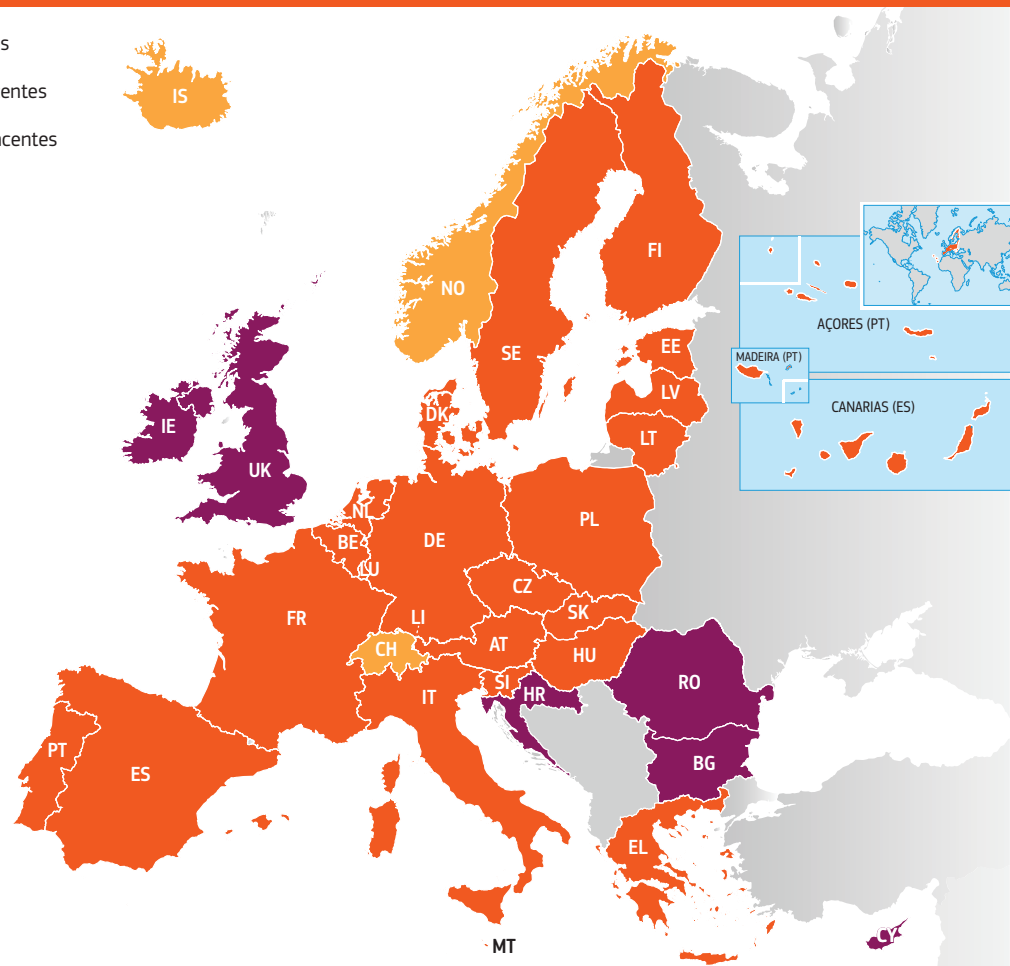 IS
NO
SE
FI
EE
LV
LT
DK
IE
UK
NL
BE
LU
DE
PL
CZ
SK
FR
LI
CH
AT
HU
SI
HR
IT
RO
BG
PT
ES
EL
MT
CY
AÇORES (PT)
MADEIRA (PT)
CANARIAS (ES)